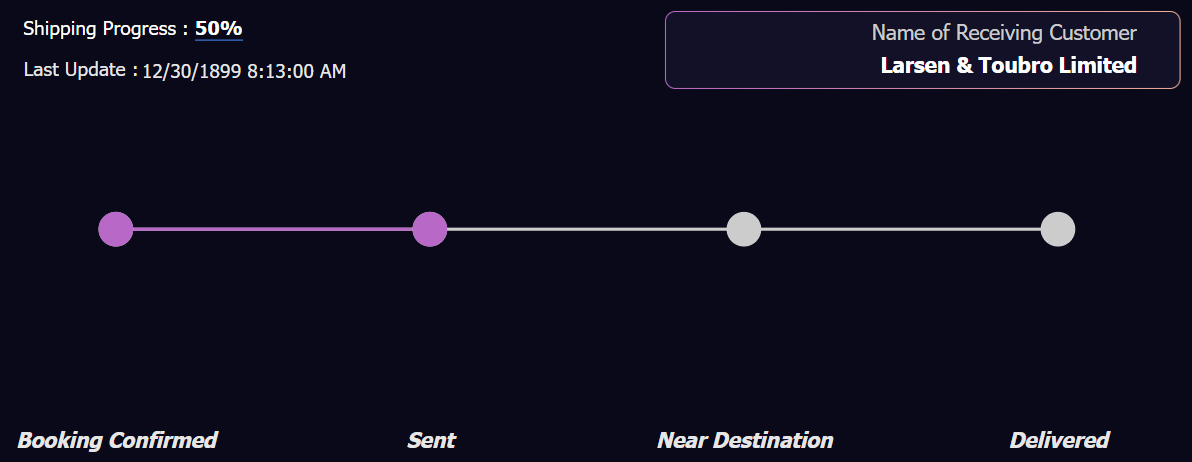 Shipping Progress : 50%
Last Update : 12/30/1899 8:13:00 AM
Name of Receiving Customer
Larsen & Toubro Limited
Booking Confirmed
Sent
Near Destination
Delivered